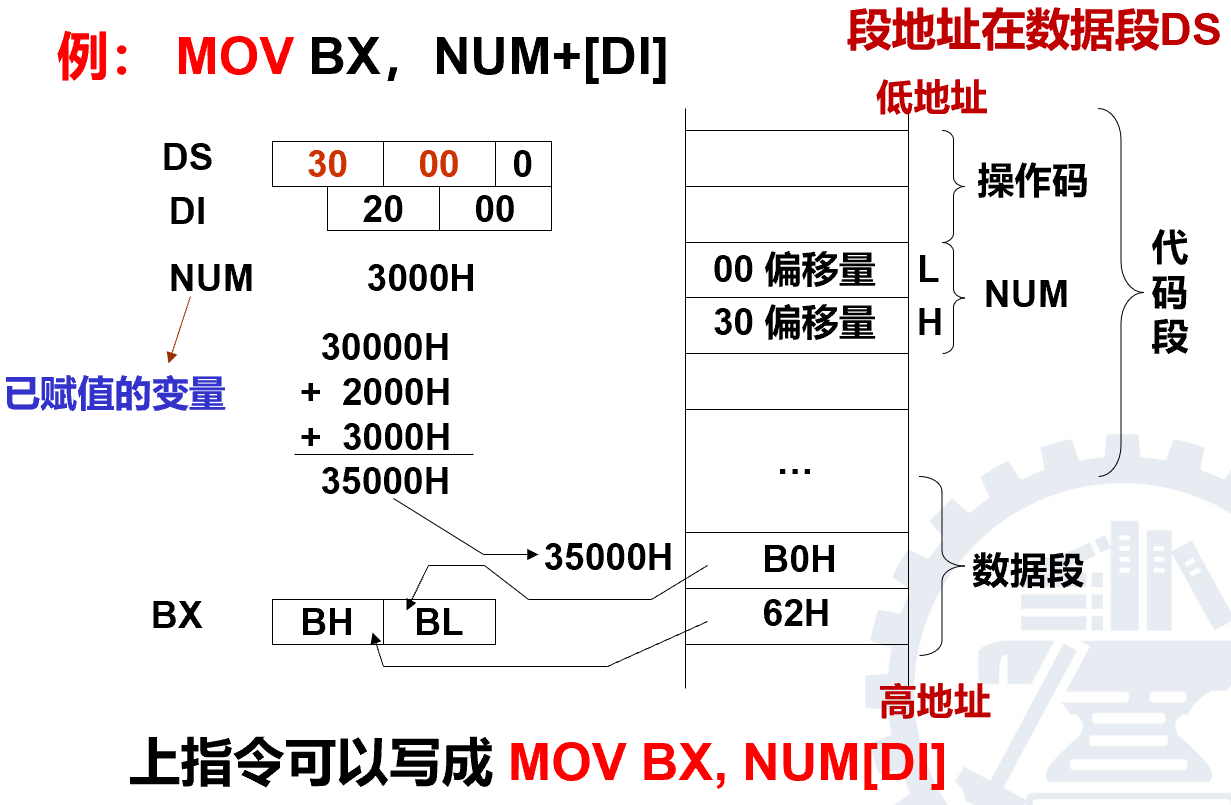 例： MOV BX，NUM+[DI]
段地址在数据段DS
低地址
DS 30 00 0
DI 20 00
NUM 3000H
已赋值的变量
30000H
+ 2000H
+ 3000H
35000H
操作码
00 偏移量 L
30 偏移量 H
NUM
代码段
…
35000H B0H
62H
数据段
BX BH BL
高地址
上指令可以写成 MOV BX, NUM[DI]